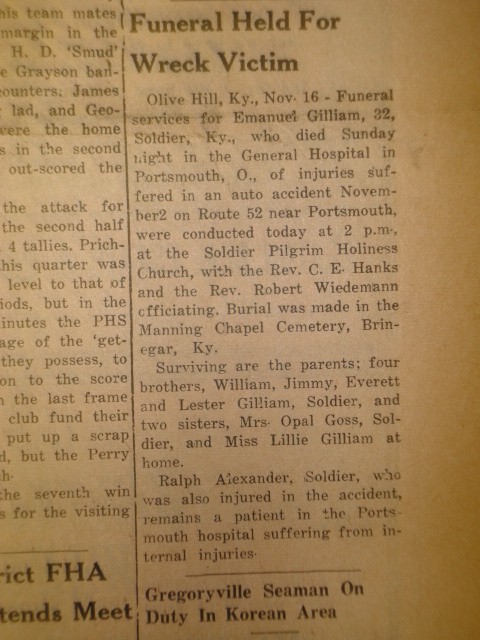 his team mates
margin in the
H. D. 'Smud'
e Grayson ban-
counters. James
lad, and Geo-
were the home
s in the second
out-scored the
the attack for
the second half
4 tallies. Prich-
his quarter was
level to that of
iods, but in the
inutes the PHS
age of the 'get-
they possess, to
on to the score
n the last frame
club fund their
put up a scrap
d, but the Perry
h.
the seventh win
s for the visiting
rict FHA
tends Meet
Funeral Held For
Wreck Victim
Olive Hill, Ky., Nov. 16 - Funeral
services for Emanuel Gilliam, 32,
Soldier, Ky., who died Sunday
night in the General Hospital in
Portsmouth, O., of injuries suf-
fered in an auto accident Novem-
ber2 on Route 52 near Portsmouth,
were conducted today at 2 p.m.,
at the Soldier Pilgrim Holiness
Church, with the Rev. C. E. Hanks
and the Rev. Robert Wiedemann
officiating. Burial was made in the
Manning Chapel Cemetery, Brin-
egar, Ky.
Surviving are the parents; four
brothers, William, Jimmy, Everett
and Lester Gilliam, Soldier, and
two sisters, Mrs. Opal Goss, Sol-
dier, and Miss Lillie Gilliam at
home.
Ralph Alexander, Soldier, who
was also injured in the accident,
remains a patient in the Ports-
mouth hospital suffering from in-
ternal injuries.
Gregoryville Seaman On
Duty In Korean Area